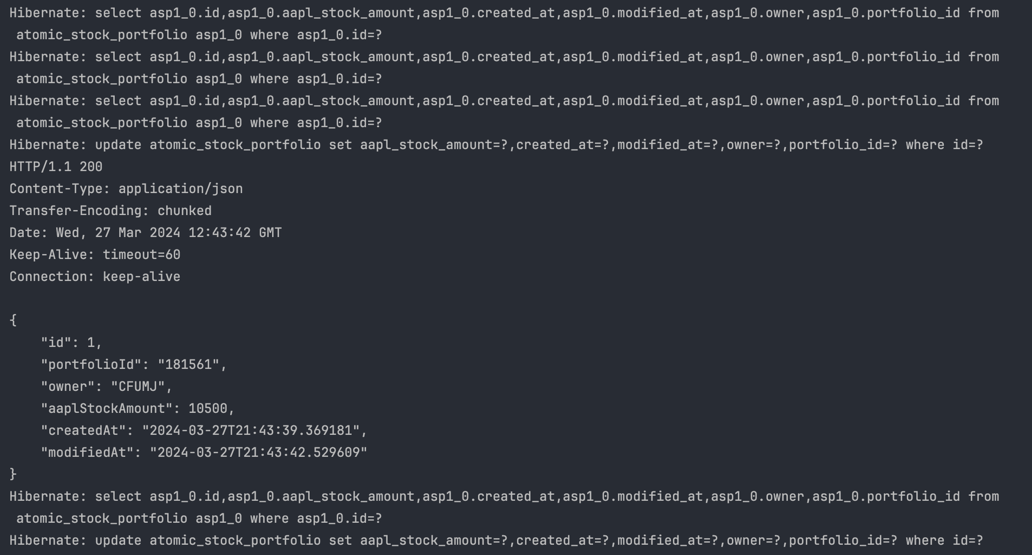 Hibernate: select asp1_0.id,asp1_0.aapl_stock_amount,asp1_0.created_at,asp1_0.modified_at,asp1_0.owner,asp1_0.portfolio_id from
atomic_stock_portfolio asp1_0 where asp1_0.id=?
Hibernate: select asp1_0.id,asp1_0.aapl_stock_amount,asp1_0.created_at,asp1_0.modified_at,asp1_0.owner,asp1_0.portfolio_id from
atomic_stock_portfolio asp1_0 where asp1_0.id=?
Hibernate: select asp1_0.id,asp1_0.aapl_stock_amount,asp1_0.created_at,asp1_0.modified_at,asp1_0.owner,asp1_0.portfolio_id from
atomic_stock_portfolio asp1_0 where asp1_0.id=?
Hibernate: update atomic_stock_portfolio set aapl_stock_amount=?,created_at=?,modified_at=?,owner=?,portfolio_id=? where id=?
HTTP/1.1 200
Content-Type: application/json
Transfer-Encoding: chunked
Date: Wed, 27 Mar 2024 12:43:42 GMT
Keep-Alive: timeout=60
Connection: keep-alive

{
    "id": 1,
    "portfolioId": "181561",
    "owner": "CFUMJ",
    "aaplStockAmount": 10500,
    "createdAt": "2024-03-27T21:43:39.369181",
    "modifiedAt": "2024-03-27T21:43:42.529609"
}
Hibernate: select asp1_0.id,asp1_0.aapl_stock_amount,asp1_0.created_at,asp1_0.modified_at,asp1_0.owner,asp1_0.portfolio_id from
atomic_stock_portfolio asp1_0 where asp1_0.id=?
Hibernate: update atomic_stock_portfolio set aapl_stock_amount=?,created_at=?,modified_at=?,owner=?,portfolio_id=? where id=?